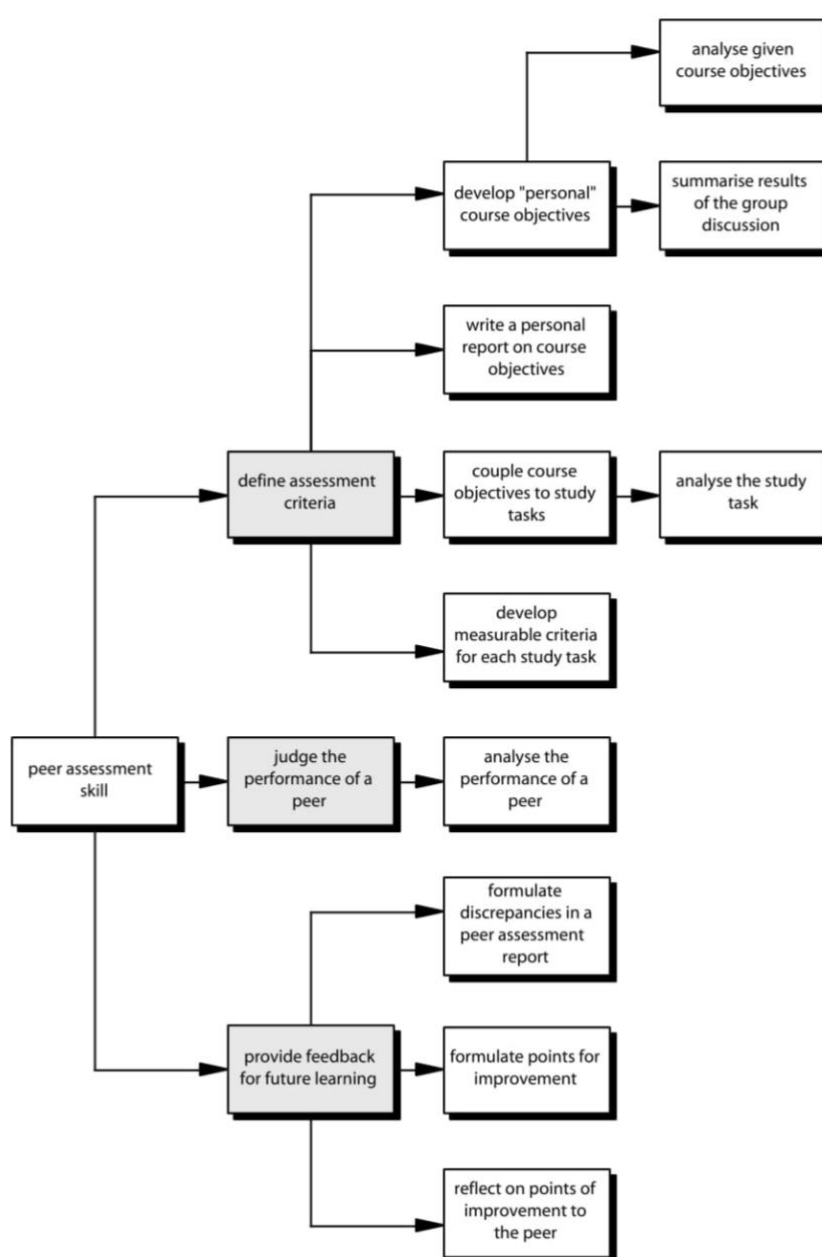 analyse given
course objectives
develop "personal"
course objectives
summarise results
of the group
discussion
write a personal
report on course
objectives
define assessment
criteria
couple course
objectives to study
tasks
analyse the study
task
develop
measurable criteria
for each study task
peer assessment
skill
judge the
performance of a
peer
analyse the
performance of a
peer
formulate
discrepancies in a
peer assessment
report
provide feedback
for future learning
formulate points for
improvement
reflect on points of
improvement to
the peer